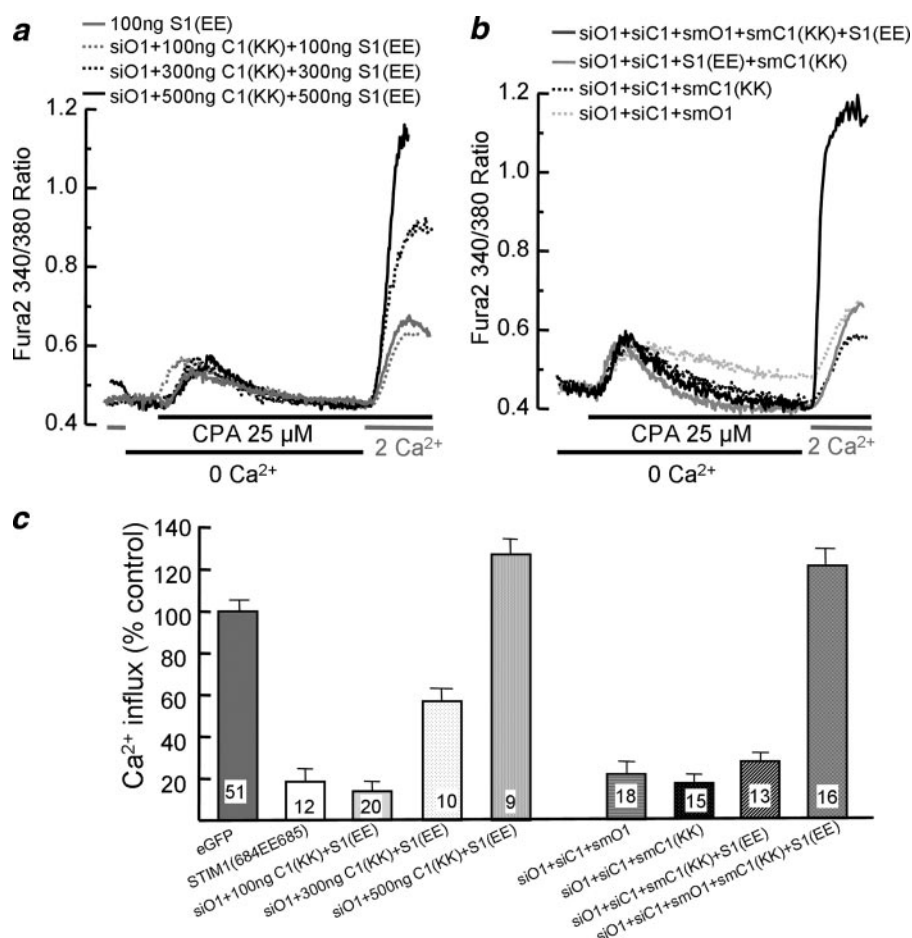 a
100ng S1(EE)
siO1+100ng C1(KK)+100ng S1(EE)
siO1+300ng C1(KK)+300ng S1(EE)
siO1+500ng C1(KK)+500ng S1(EE)
Fura2 340/380 Ratio
1.2
1.0
0.8
0.6
0.4
CPA 25 µM
2 Ca²⁺
0 Ca²⁺
b
siO1+siC1+smO1+smC1(KK)+S1(EE)
siO1+siC1+S1(EE)+smC1(KK)
siO1+siC1+smC1(KK)
siO1+siC1+smO1
Fura2 340/380 Ratio
1.2
1.0
0.8
0.6
0.4
CPA 25 µM
2 Ca²⁺
0 Ca²⁺
c
Ca²⁺ influx (% control)
140
120
100
80
60
40
20
51
12
20
10
9
18
15
13
16
eGFP
STIM1(684EE685)
siO1+100ng C1(KK)+S1(EE)
siO1+300ng C1(KK)+S1(EE)
siO1+500ng C1(KK)+S1(EE)
siO1+siC1+smO1
siO1+siC1+smC1(KK)
siO1+siC1+smC1(KK)+S1(EE)
siO1+siC1+smO1+smC1(KK)+S1(EE)